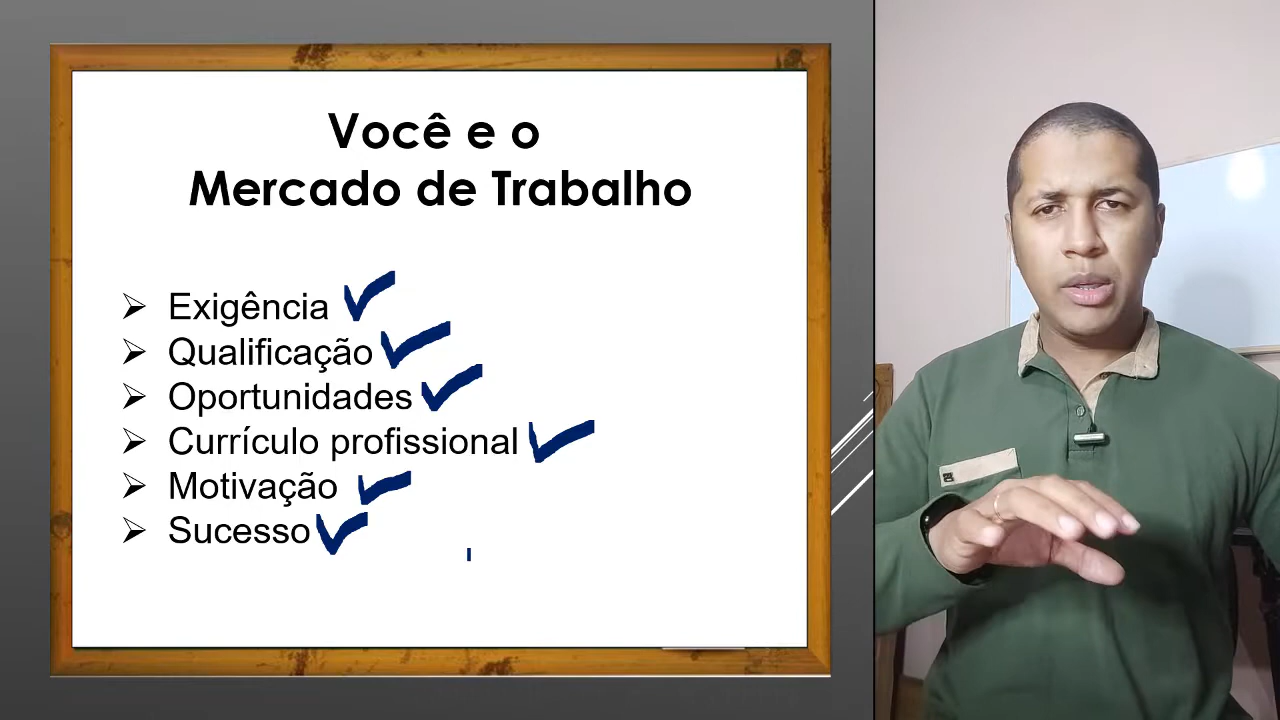 Você e o
Mercado de Trabalho
Exigência
Qualificação
Oportunidades
Currículo profissional
Motivação
Sucesso